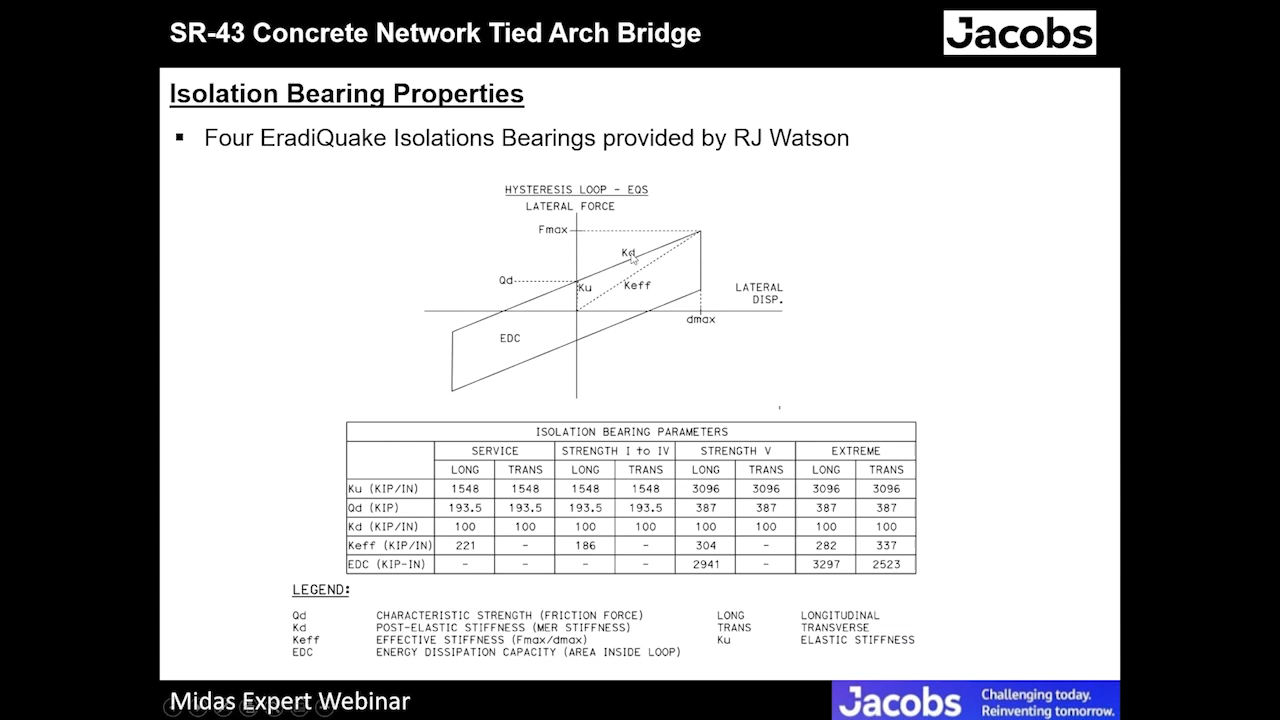 SR-43 Concrete Network Tied Arch Bridge
Jacobs
Isolation Bearing Properties
▪ Four EradiQuake Isolations Bearings provided by RJ Watson
HYSTERESIS LOOP - EQS
LATERAL FORCE
Fmax
Kd
Qd
Ku
Keff
LATERAL
DISP.
dmax
EDC
ISOLATION BEARING PARAMETERS
SERVICE STRENGTH I to IV STRENGTH V EXTREME
LONG TRANS LONG TRANS LONG TRANS LONG TRANS
Ku (KIP/IN) 1548 1548 1548 1548 3096 3096 3096 3096
Qd (KIP) 193.5 193.5 193.5 193.5 387 387 387 387
Kd (KIP/IN) 100 100 100 100 100 100 100 100
Keff (KIP/IN) 221 - 186 - 304 - 282 337
EDC (KIP-IN) - - - - 2941 - 3297 2523
LEGEND:
Qd CHARACTERISTIC STRENGTH (FRICTION FORCE) LONG LONGITUDINAL
Kd POST-ELASTIC STIFFNESS (MER STIFFNESS) TRANS TRANSVERSE
Keff EFFECTIVE STIFFNESS (Fmax/dmax) Ku ELASTIC STIFFNESS
EDC ENERGY DISSIPATION CAPACITY (AREA INSIDE LOOP)
Midas Expert Webinar
Jacobs
Challenging today.
Reinventing tomorrow.